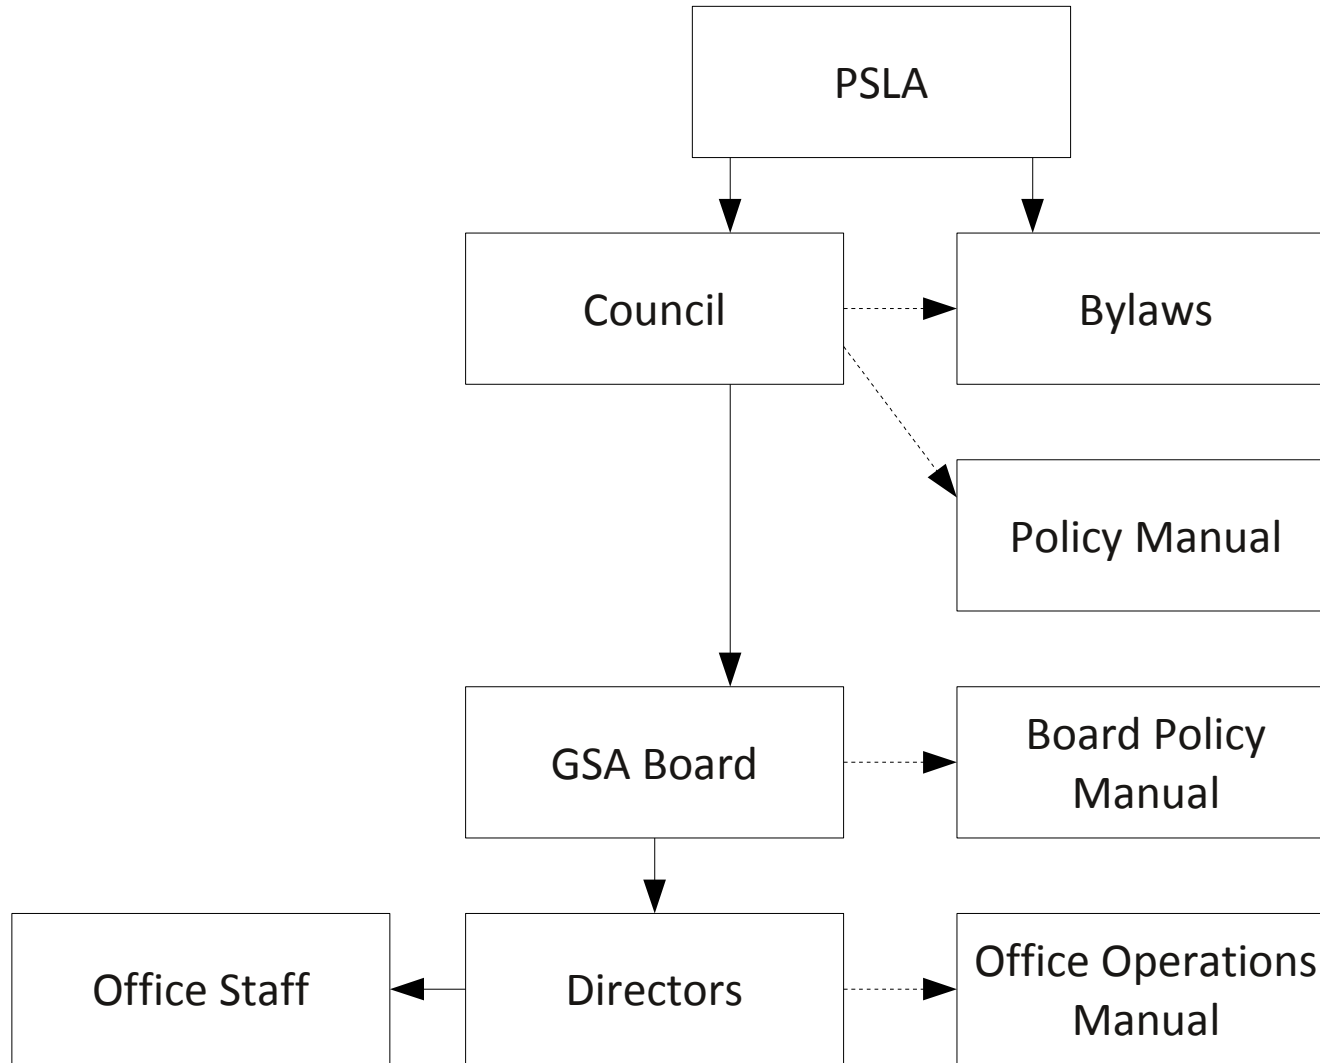 PSLA
Council
Bylaws
Policy Manual
GSA Board
Board Policy
Manual
Office Staff
Directors
Office Operations
Manual